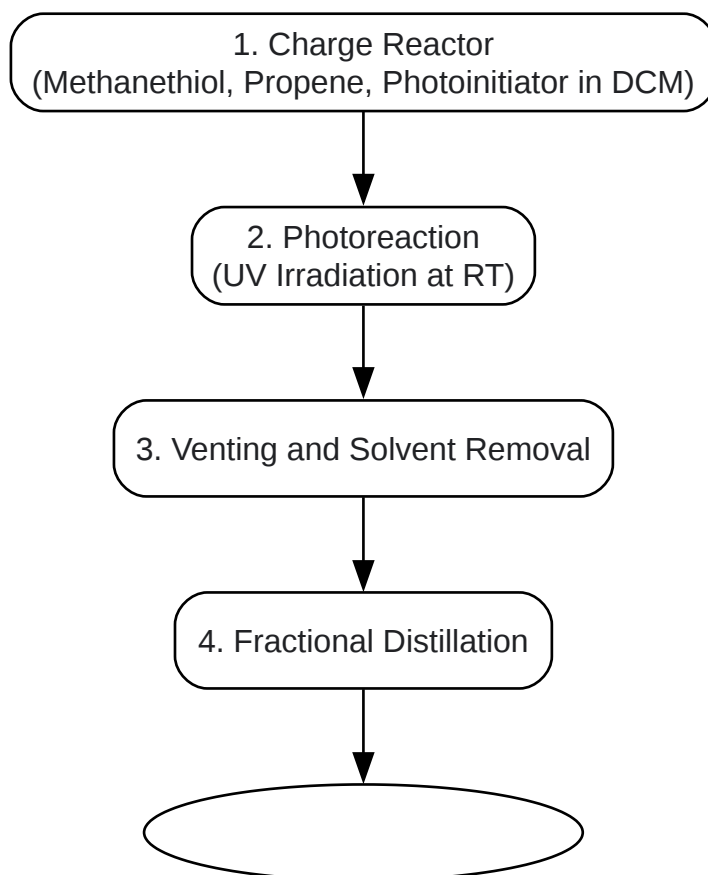 1. Charge Reactor
(Methanethiol, Propene, Photoinitiator in DCM)
2. Photoreaction
(UV Irradiation at RT)
3. Venting and Solvent Removal
4. Fractional Distillation